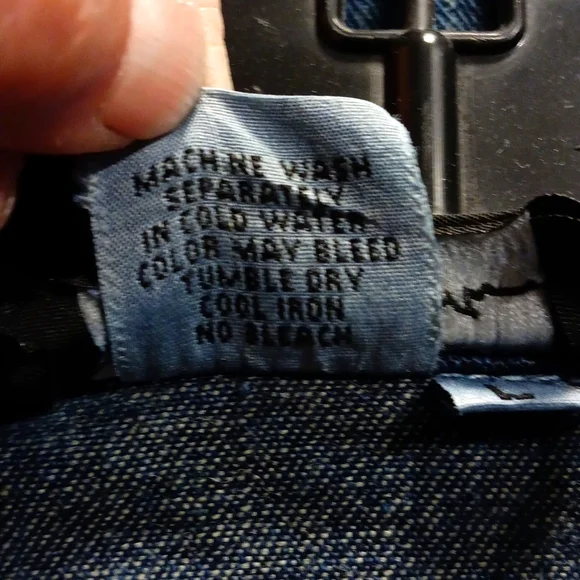 MACHINE WASH
SEPARATELY
IN COLD WATER
COLOR MAY BLEED
TUMBLE DRY
COOL IRON
NO BLEACH
L